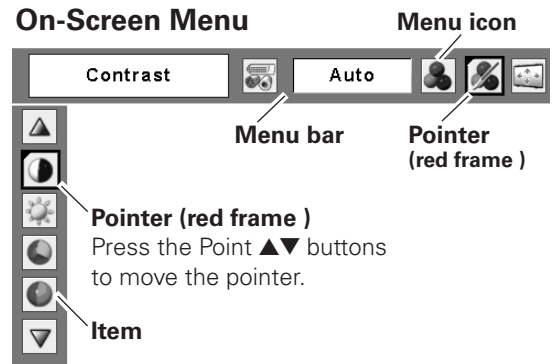 On-Screen Menu
Menu icon
Contrast
Auto
Menu bar
Pointer
(red frame )
Pointer (red frame )
Press the Point ▲▼ buttons
to move the pointer.
Item